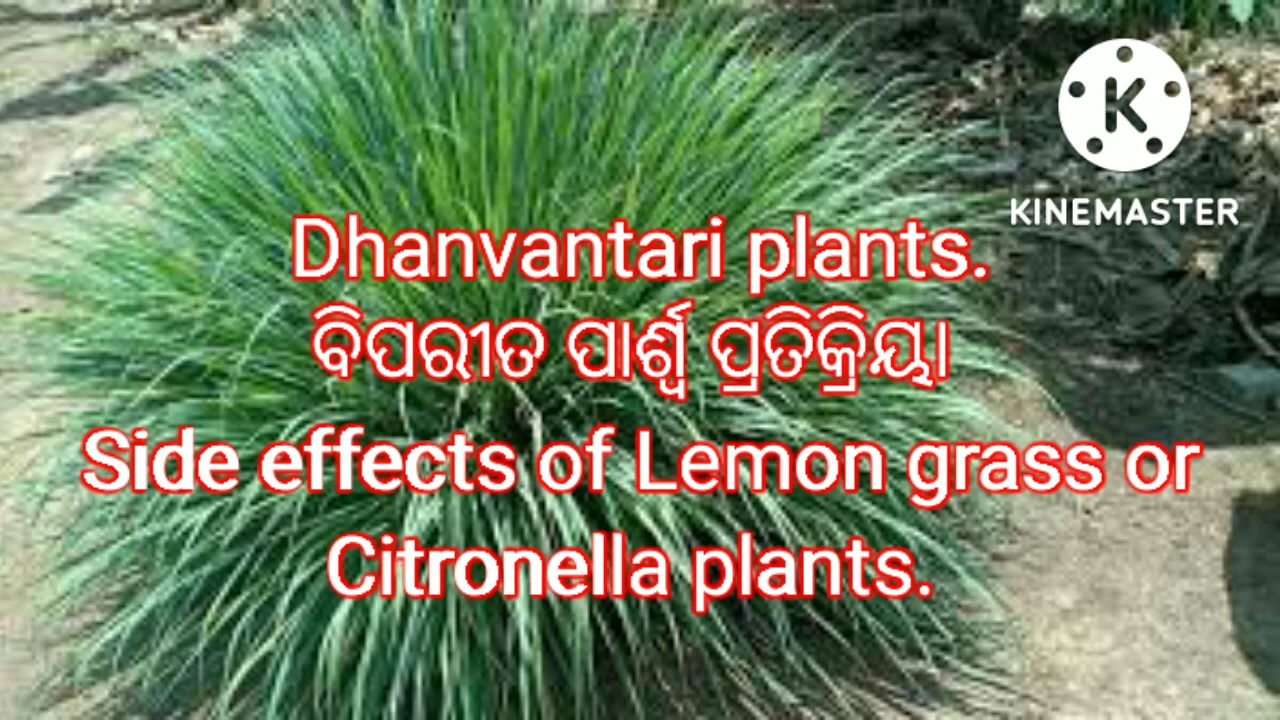 KINEMASTER
Dhanvantari plants.
ବିପରୀତ ପାର୍ଶ୍ୱ ପ୍ରତିକ୍ରିୟା
Side effects of Lemon grass or
Citronella plants.